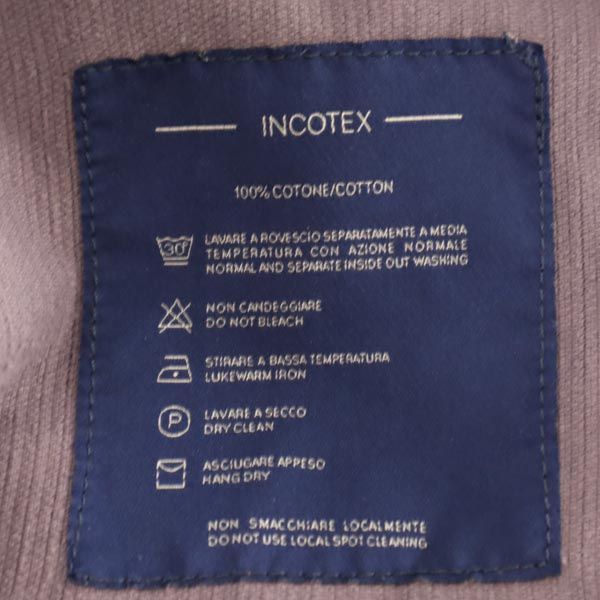 INCOTEX
100% COTONE/COTTON
30°
LAVARE A ROVESCIO SEPARATAMENTE A MEDIA
TEMPERATURA CON AZIONE NORMALE
NORMAL AND SEPARATE INSIDE OUT WASHING
NON CANDEGGIARE
DO NOT BLEACH
STIRARE A BASSA TEMPERATURA
LUKEWARM IRON
P
LAVARE A SECCO
DRY CLEAN
ASCIUGARE APPESO
HANG DRY
NON SMACCHIARE LOCALMENTE
DO NOT USE LOCAL SPOT CLEANING